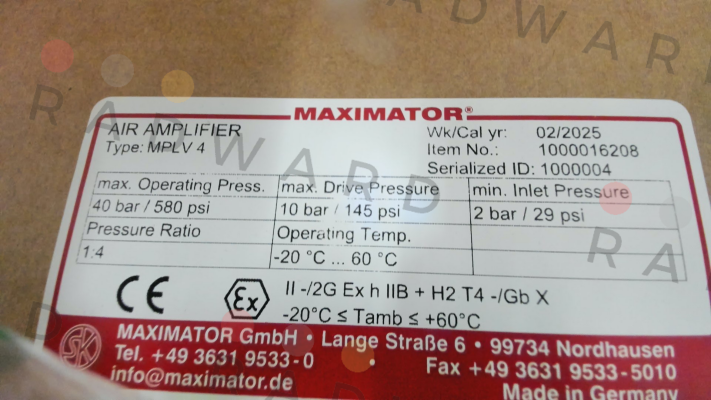 RADWARD
MAXIMATOR®
AIR AMPLIFIER
Type: MPLV 4
Wk/Cal yr: 02/2025
Item No.: 1000016208
Serialized ID: 1000004
max. Operating Press. max. Drive Pressure min. Inlet Pressure
40 bar / 580 psi 10 bar / 145 psi 2 bar / 29 psi
Pressure Ratio Operating Temp.
1:4 -20 °C ... 60 °C
CE Ex II -/2G Ex h IIB + H2 T4 -/Gb X
-20°C ≤ Tamb ≤ +60°C
SK MAXIMATOR GmbH · Lange Straße 6 · 99734 Nordhausen
Tel. +49 3631 9533-0 · Fax +49 3631 9533-5010
info@maximator.de Made in Germany